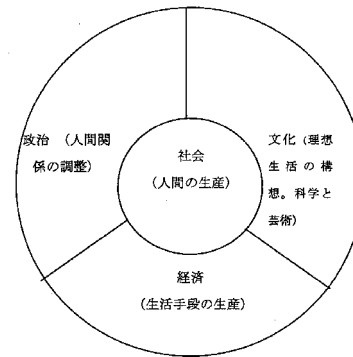 政治 (人間関
係の調整)
社会
(人間の生産)
文化 (理想
生活の構
想。科学と
芸術)
経済
(生活手段の生産)